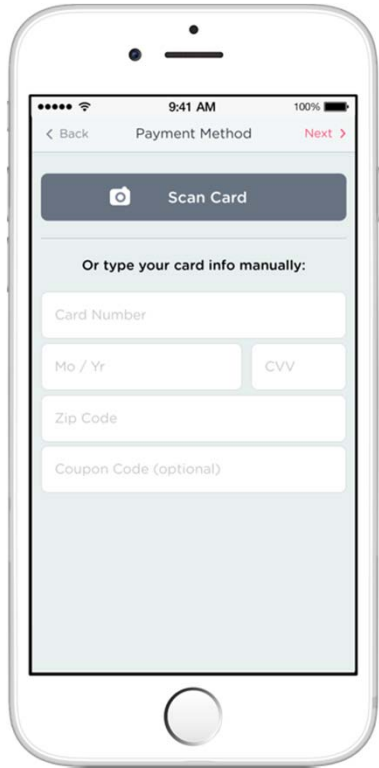 9:41 AM
100%
Back
Payment Method
Next
Scan Card
Or type your card info manually:
Card Number
Mo / Yr
CVV
Zip Code
Coupon Code (optional)